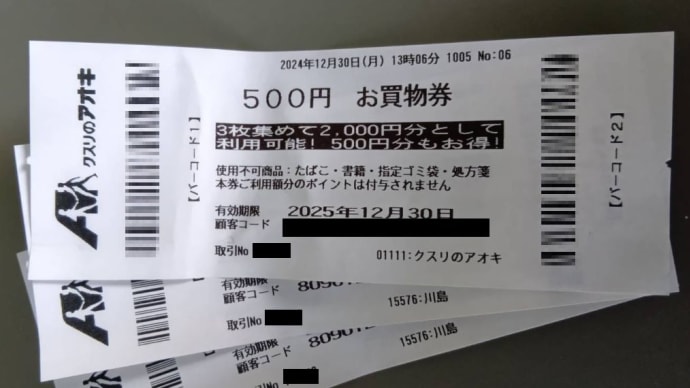 クスリのアオキ
2024年12月30日(月) 13時06分 1005 No:06
500円 お買物券
3枚集めて2,000円分として
利用可能! 500円分もお得!
使用不可商品：たばこ・書籍・指定ゴミ袋・処方箋
本券ご利用額分のポイントは付与されません
有効期限 2025年12月30日
顧客コード
取引No
01111:クスリのアオキ
【バーコード1】
【バーコード2】
有効期限
顧客コード 80901
取引No
15576:川島
有効期限
顧客コード 8090
取引No
15576:川島